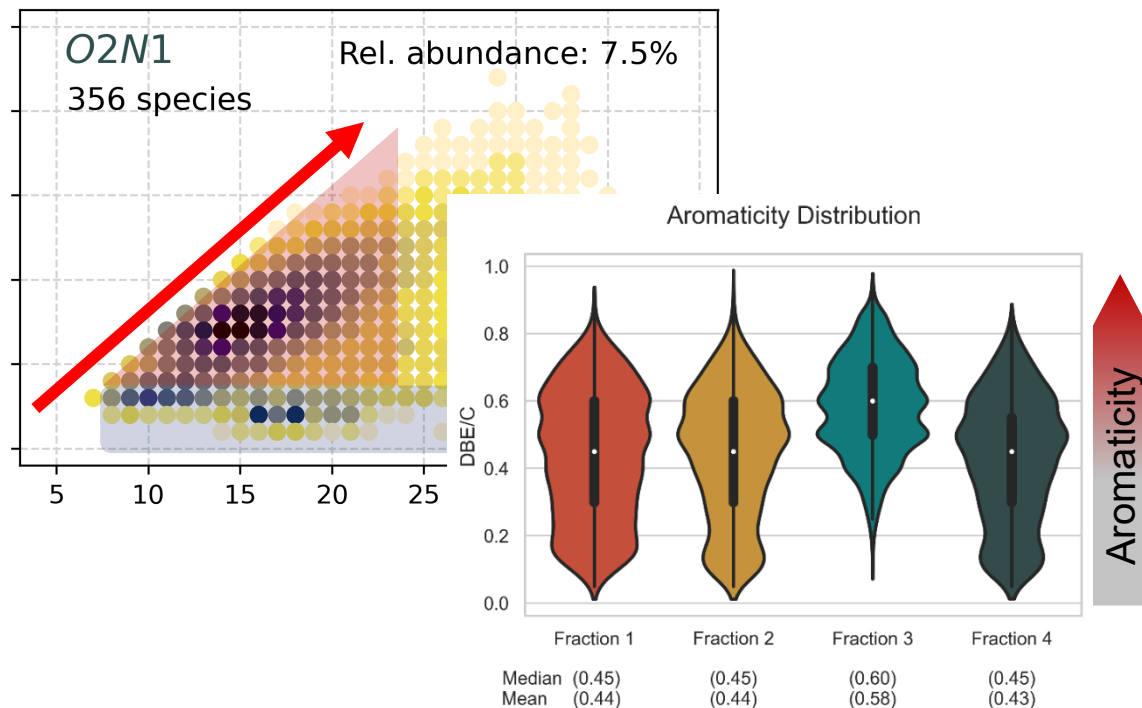 O2N1
Rel. abundance: 7.5%
356 species
5 10 15 20 25
Aromaticity Distribution
1.0
0.8
0.6
0.4
0.2
0.0
DBE/C
Fraction 1 Fraction 2 Fraction 3 Fraction 4
Median (0.45) (0.45) (0.60) (0.45)
Mean (0.44) (0.44) (0.58) (0.43)
Aromaticity